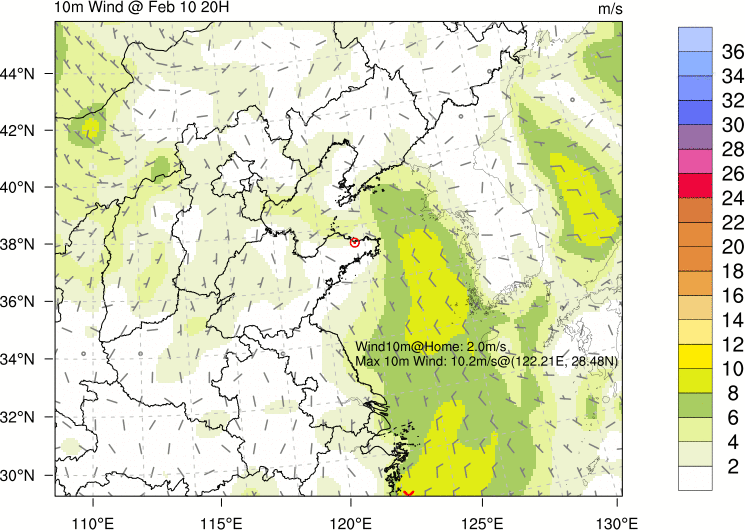 10m Wind @ Feb 10 20H
m/s
44°N
42°N
40°N
38°N
36°N
34°N
32°N
30°N
110°E
115°E
120°E
125°E
130°E
Wind10m@Home: 2.0m/s
Max 10m Wind: 10.2m/s@(122.21E, 28.48N)
36
34
32
30
28
26
24
22
20
18
16
14
12
10
8
6
4
2